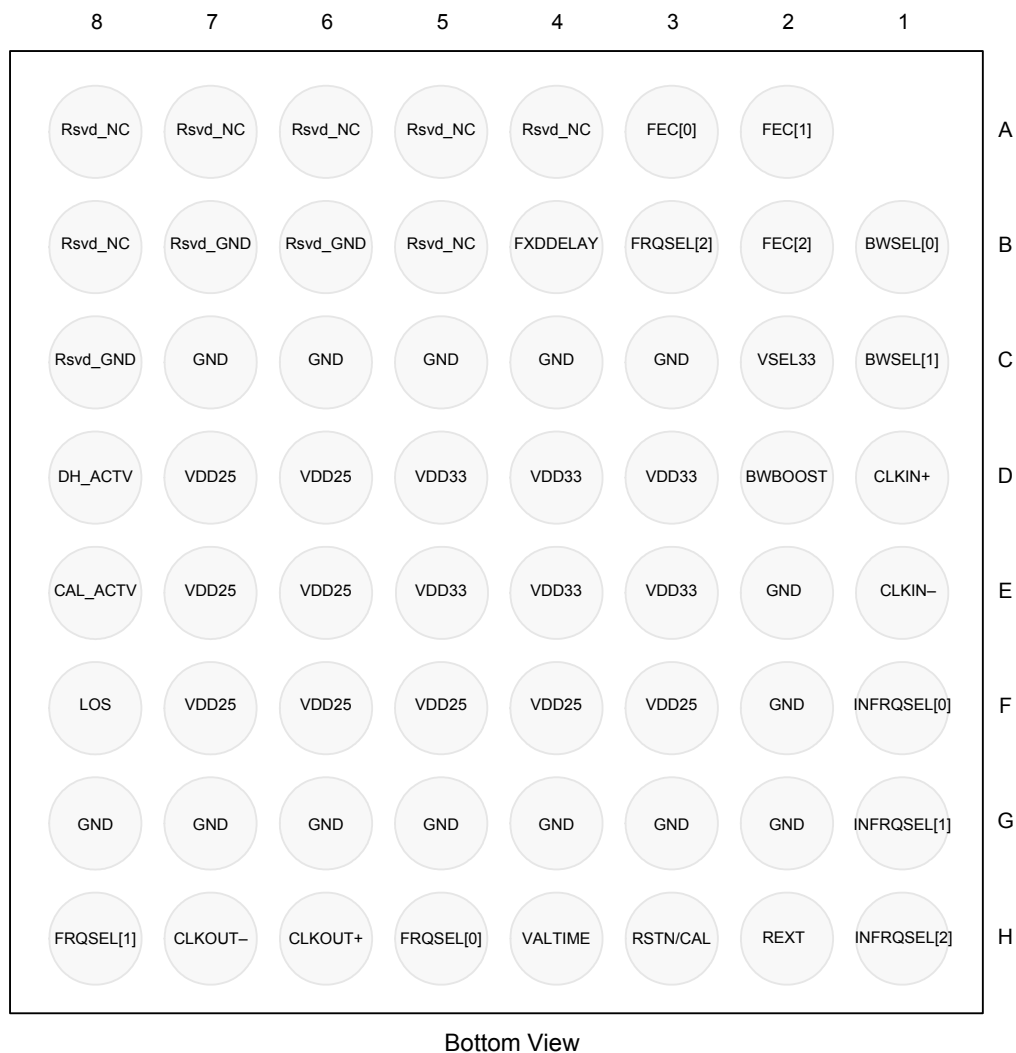 8 7 6 5 4 3 2 1
Rsvd_NC Rsvd_NC Rsvd_NC Rsvd_NC Rsvd_NC FEC[0] FEC[1] A
Rsvd_NC Rsvd_GND Rsvd_GND Rsvd_NC FXDDELAY FRQSEL[2] FEC[2] BWSEL[0] B
Rsvd_GND GND GND GND GND GND VSEL33 BWSEL[1] C
DH_ACTV VDD25 VDD25 VDD33 VDD33 VDD33 BWBOOST CLKIN+ D
CAL_ACTV VDD25 VDD25 VDD33 VDD33 VDD33 GND CLKIN– E
LOS VDD25 VDD25 VDD25 VDD25 VDD25 GND INFRQSEL[0] F
GND GND GND GND GND GND GND INFRQSEL[1] G
FRQSEL[1] CLKOUT– CLKOUT+ FRQSEL[0] VALTIME RSTN/CAL REXT INFRQSEL[2] H
Bottom View